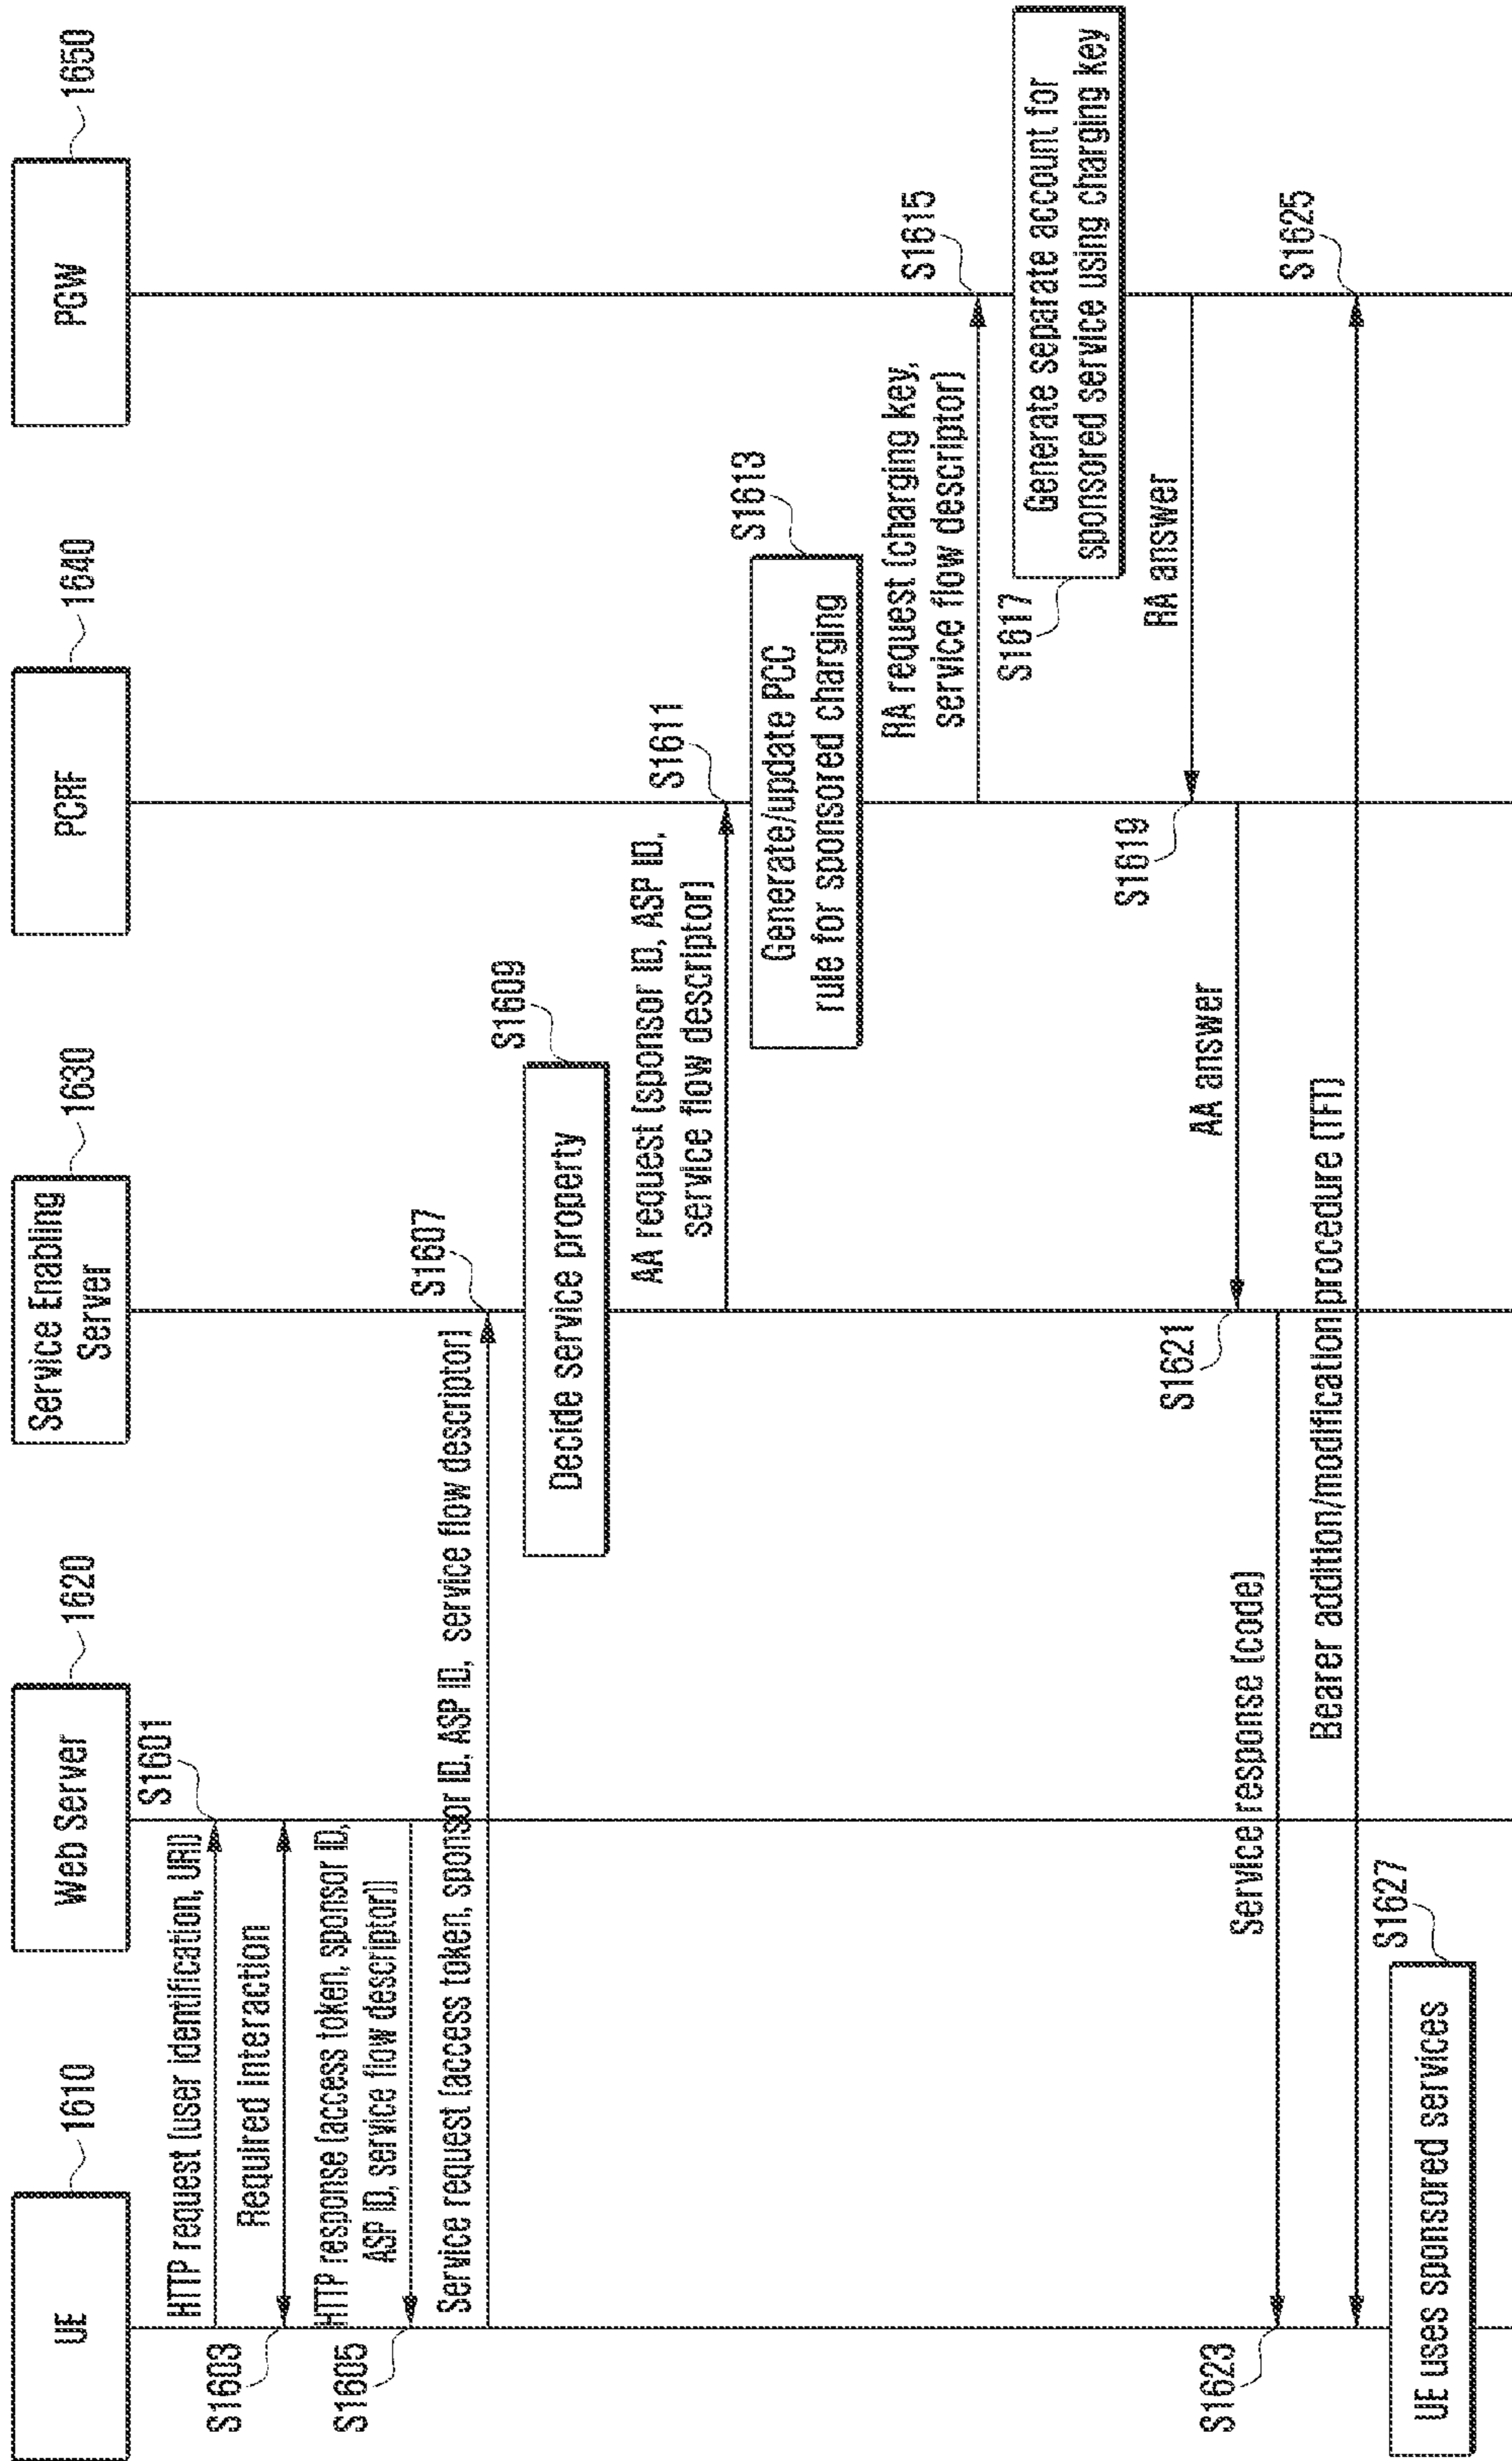 UE
1610
Web Server
1620
Service Enabling
Server
1630
PCRF
1640
PGW
1650
HTTP request (user identification, URI)
S1601
Required interaction
S1603
HTTP response (access token, sponsor ID,
ASP ID, service flow descriptor))
S1605
Service request (access token, sponsor ID, ASP ID, service flow descriptor)
S1607
Decide service property
S1609
AA request (sponsor ID, ASP ID,
service flow descriptor)
S1611
Generate/update PCC
rule for sponsored charging
S1613
RA request (charging key,
service flow descriptor)
S1615
Generate separate account for
sponsored service using charging key
S1617
RA answer
S1619
AA answer
S1621
Service response (code)
S1623
Bearer addition/modification procedure (TFT)
S1625
UE uses sponsored services
S1627